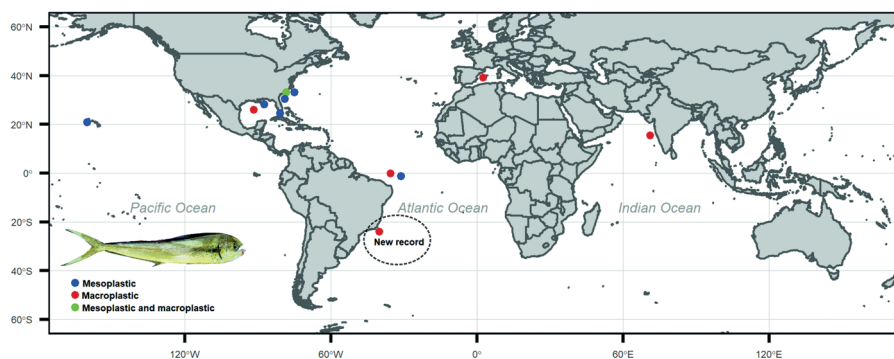 60°N
40°N
20°N
0°
20°S
40°S
60°S
Pacific Ocean
Atlantic Ocean
Indian Ocean
New record
Mesoplastic
Macroplastic
Mesoplastic and macroplastic
120°W
60°W
0°
60°E
120°E